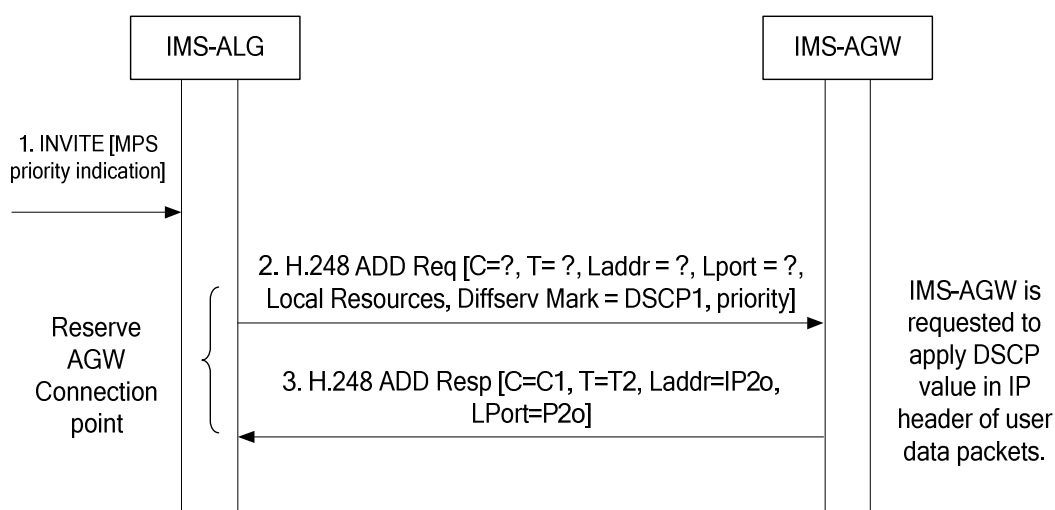 IMS-ALG
IMS-AGW
1. INVITE [MPS
priority indication]
2. H.248 ADD Req [C=?, T= ?, Laddr = ?, Lport = ?,
Local Resources, Diffserv Mark = DSCP1, priority]
Reserve
AGW
Connection
point
3. H.248 ADD Resp [C=C1, T=T2, Laddr=IP2o,
LPort=P2o]
IMS-AGW is
requested to
apply DSCP
value in IP
header of user
data packets.